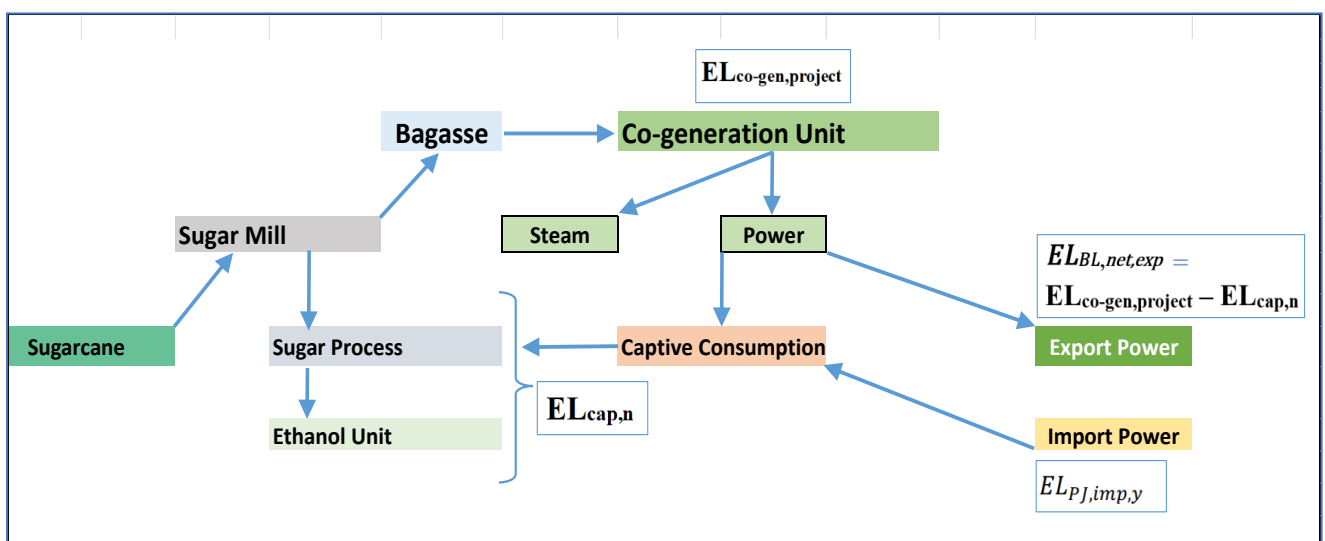 ELco-gen,project
Bagasse
Co-generation Unit
Sugar Mill
Steam
Power
ELBL,net,exp =
ELco-gen,project – ELcap,n
Sugarcane
Sugar Process
Captive Consumption
Export Power
ELcap,n
Ethanol Unit
Import Power
ELPJ,imp,y